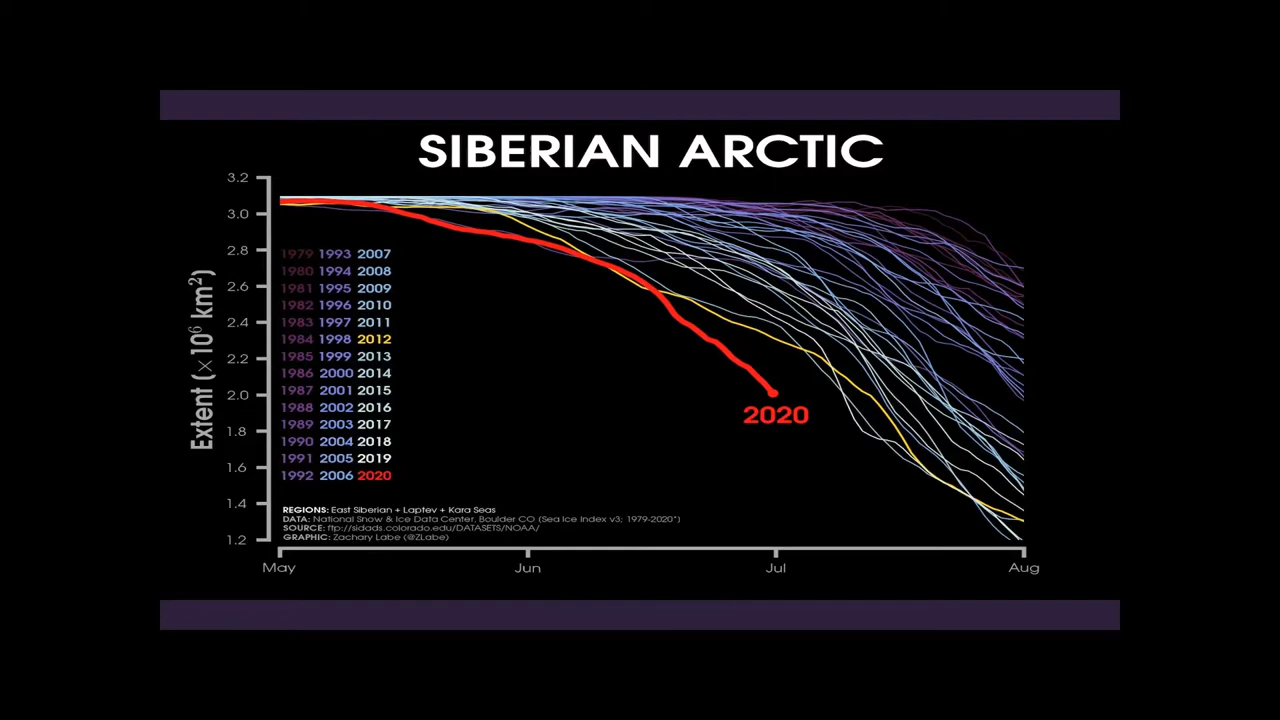 SIBERIAN ARCTIC
3.2
3.0
2.8
2.6
2.4
2.2
2.0
1.8
1.6
1.4
1.2
Extent (×10⁶ km²)
1979 1993 2007
1980 1994 2008
1981 1995 2009
1982 1996 2010
1983 1997 2011
1984 1998 2012
1985 1999 2013
1986 2000 2014
1987 2001 2015
1988 2002 2016
1989 2003 2017
1990 2004 2018
1991 2005 2019
1992 2006 2020
2020
REGIONS: East Siberian + Laptev + Kara Seas
DATA: National Snow & Ice Data Center, Boulder CO [Sea Ice Index v3; 1979-2020*]
SOURCE: ftp://sidads.colorado.edu/DATASETS/NOAA/
GRAPHIC: Zachary Labe (@ZLabe)
May Jun Jul Aug